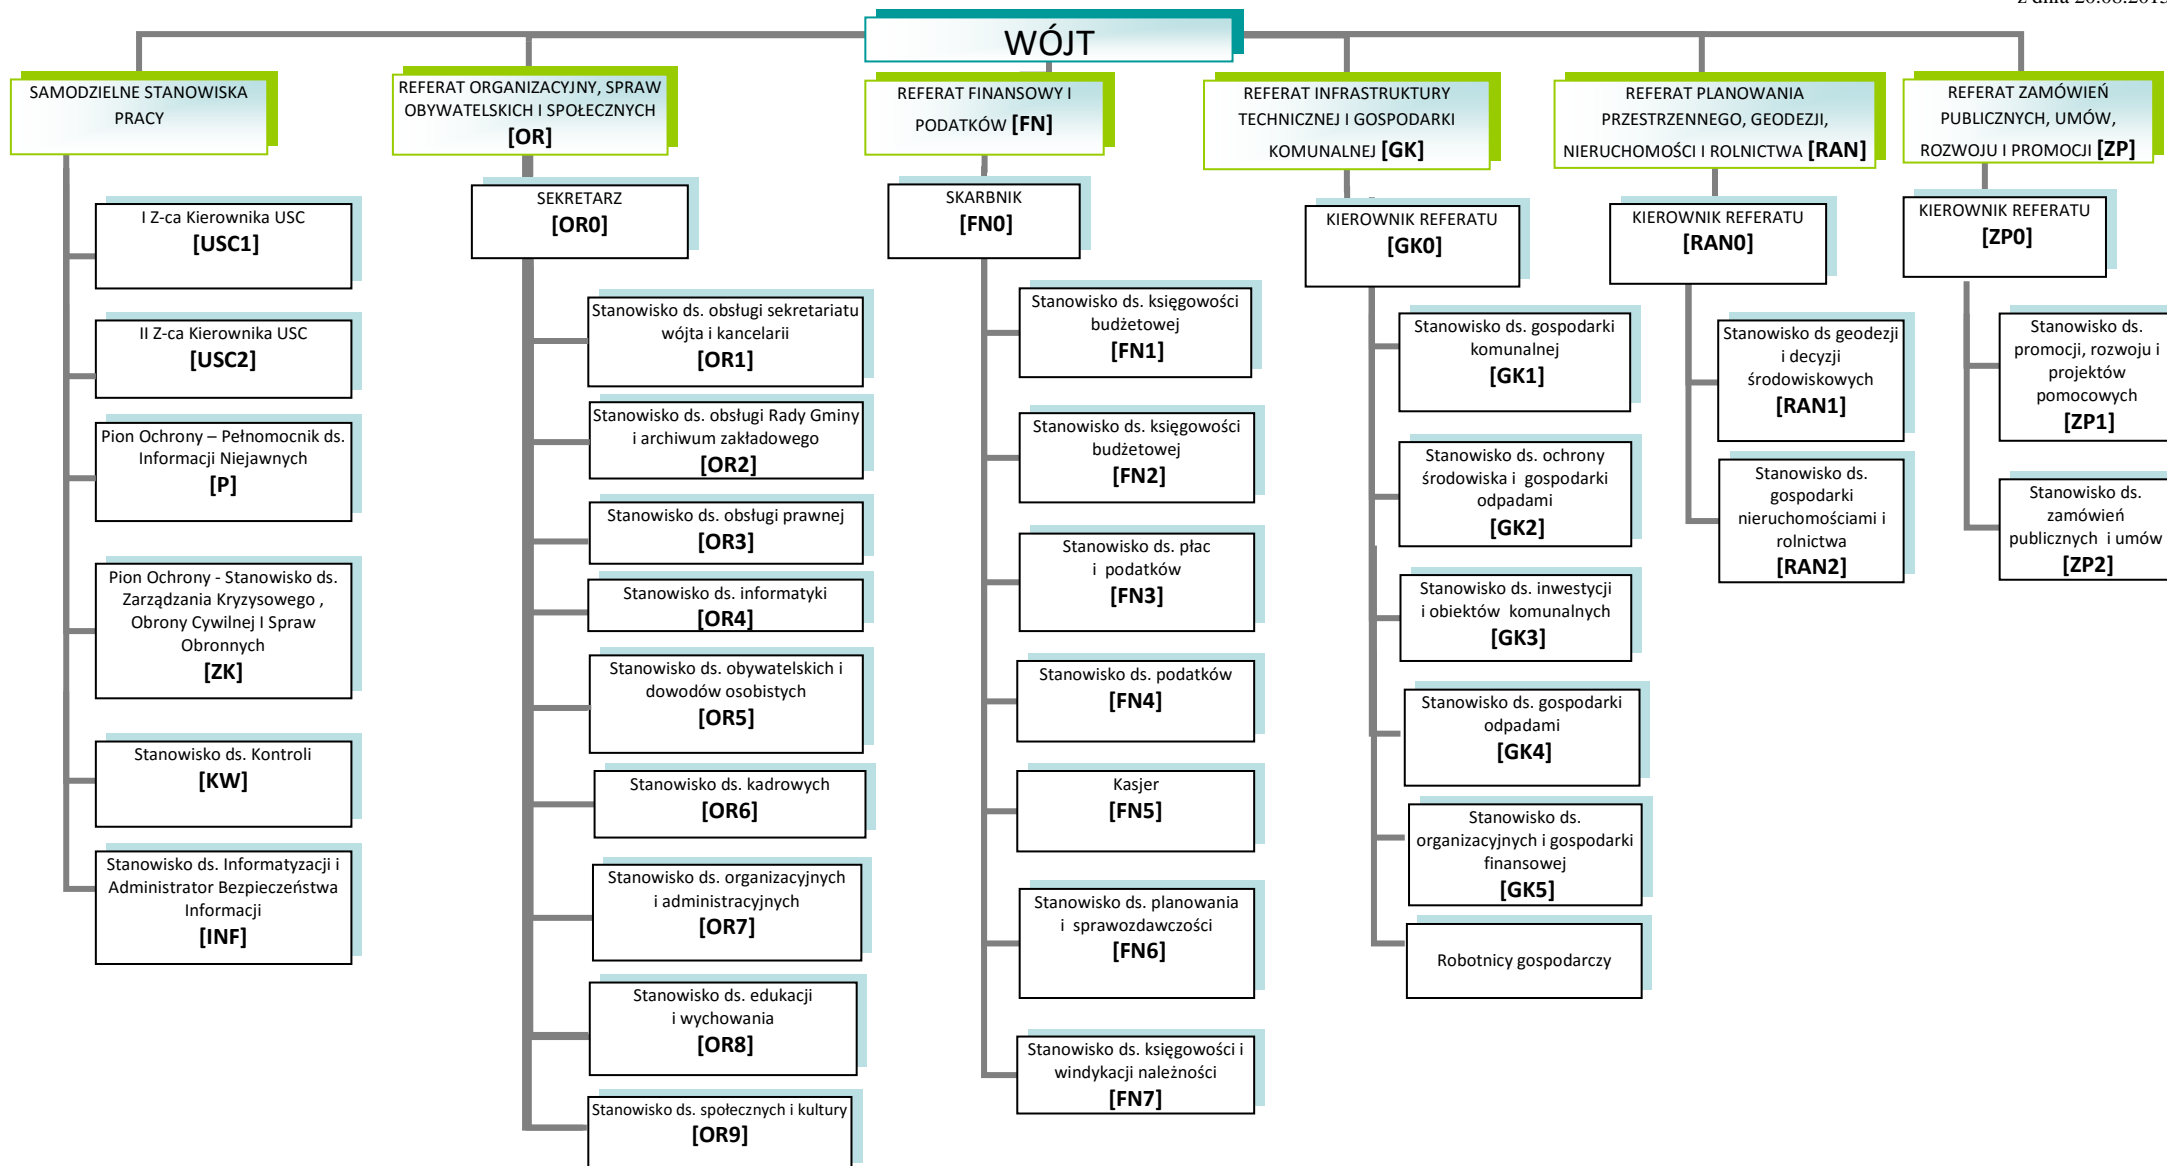 WÓJT
SAMODZIELNE STANOWISKA
PRACY
I Z-ca Kierownika USC
[USC1]
II Z-ca Kierownika USC
[USC2]
Pion Ochrony – Pełnomocnik ds.
Informacji Niejawnych
[P]
Pion Ochrony - Stanowisko ds.
Zarządzania Kryzysowego ,
Obrony Cywilnej I Spraw
Obronnych
[ZK]
Stanowisko ds. Kontroli
[KW]
Stanowisko ds. Informatyzacji i
Administrator Bezpieczeństwa
Informacji
[INF]
REFERAT ORGANIZACYJNY, SPRAW
OBYWATELSKICH I SPOŁECZNYCH
[OR]
SEKRETARZ
[OR0]
Stanowisko ds. obsługi sekretariatu
wójta i kancelarii
[OR1]
Stanowisko ds. obsługi Rady Gminy
i archiwum zakładowego
[OR2]
Stanowisko ds. obsługi prawnej
[OR3]
Stanowisko ds. informatyki
[OR4]
Stanowisko ds. obywatelskich i
dowodów osobistych
[OR5]
Stanowisko ds. kadrowych
[OR6]
Stanowisko ds. organizacyjnych
i administracyjnych
[OR7]
Stanowisko ds. edukacji
i wychowania
[OR8]
Stanowisko ds. społecznych i kultury
[OR9]
REFERAT FINANSOWY I
PODATKÓW [FN]
SKARBNIK
[FN0]
Stanowisko ds. księgowości
budżetowej
[FN1]
Stanowisko ds. księgowości
budżetowej
[FN2]
Stanowisko ds. płac
i podatków
[FN3]
Stanowisko ds. podatków
[FN4]
Kasjer
[FN5]
Stanowisko ds. planowania
i sprawozdawczości
[FN6]
Stanowisko ds. księgowości i
windykacji należności
[FN7]
REFERAT INFRASTRUKTURY
TECHNICZNEJ I GOSPODARKI
KOMUNALNEJ [GK]
KIEROWNIK REFERATU
[GK0]
Stanowisko ds. gospodarki
komunalnej
[GK1]
Stanowisko ds. ochrony
środowiska i gospodarki
odpadami
[GK2]
Stanowisko ds. inwestycji
i obiektów komunalnych
[GK3]
Stanowisko ds. gospodarki
odpadami
[GK4]
Stanowisko ds.
organizacyjnych i gospodarki
finansowej
[GK5]
Robotnicy gospodarczy
REFERAT PLANOWANIA
PRZESTRZENNEGO, GEODEZJI,
NIERUCHOMOŚCI I ROLNICTWA [RAN]
KIEROWNIK REFERATU
[RAN0]
Stanowisko ds geodezji
i decyzji
środowiskowych
[RAN1]
Stanowisko ds.
gospodarki
nieruchomościami i
rolnictwa
[RAN2]
REFERAT ZAMÓWIEŃ
PUBLICZNYCH, UMÓW,
ROZWOJU I PROMOCJI [ZP]
KIEROWNIK REFERATU
[ZP0]
Stanowisko ds.
promocji, rozwoju i
projektów
pomocowych
[ZP1]
Stanowisko ds.
zamówień
publicznych i umów
[ZP2]